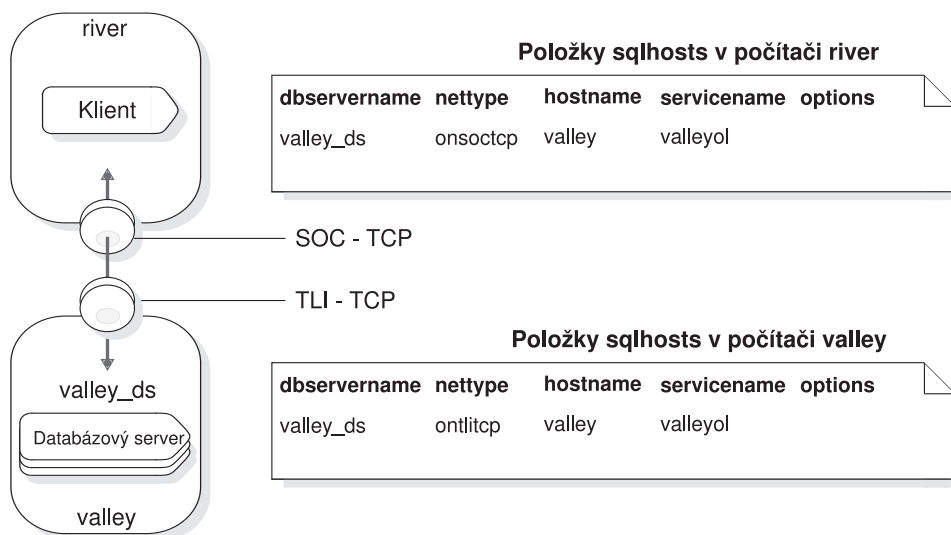 river
Klient
Položky sqlhosts v počítači river
dbservername nettype hostname servicename options
valley_ds onsoctcp valley valleyol
SOC - TCP
TLI - TCP
Položky sqlhosts v počítači valley
dbservername nettype hostname servicename options
valley_ds ontlitcp valley valleyol
valley_ds
Databázový server
valley